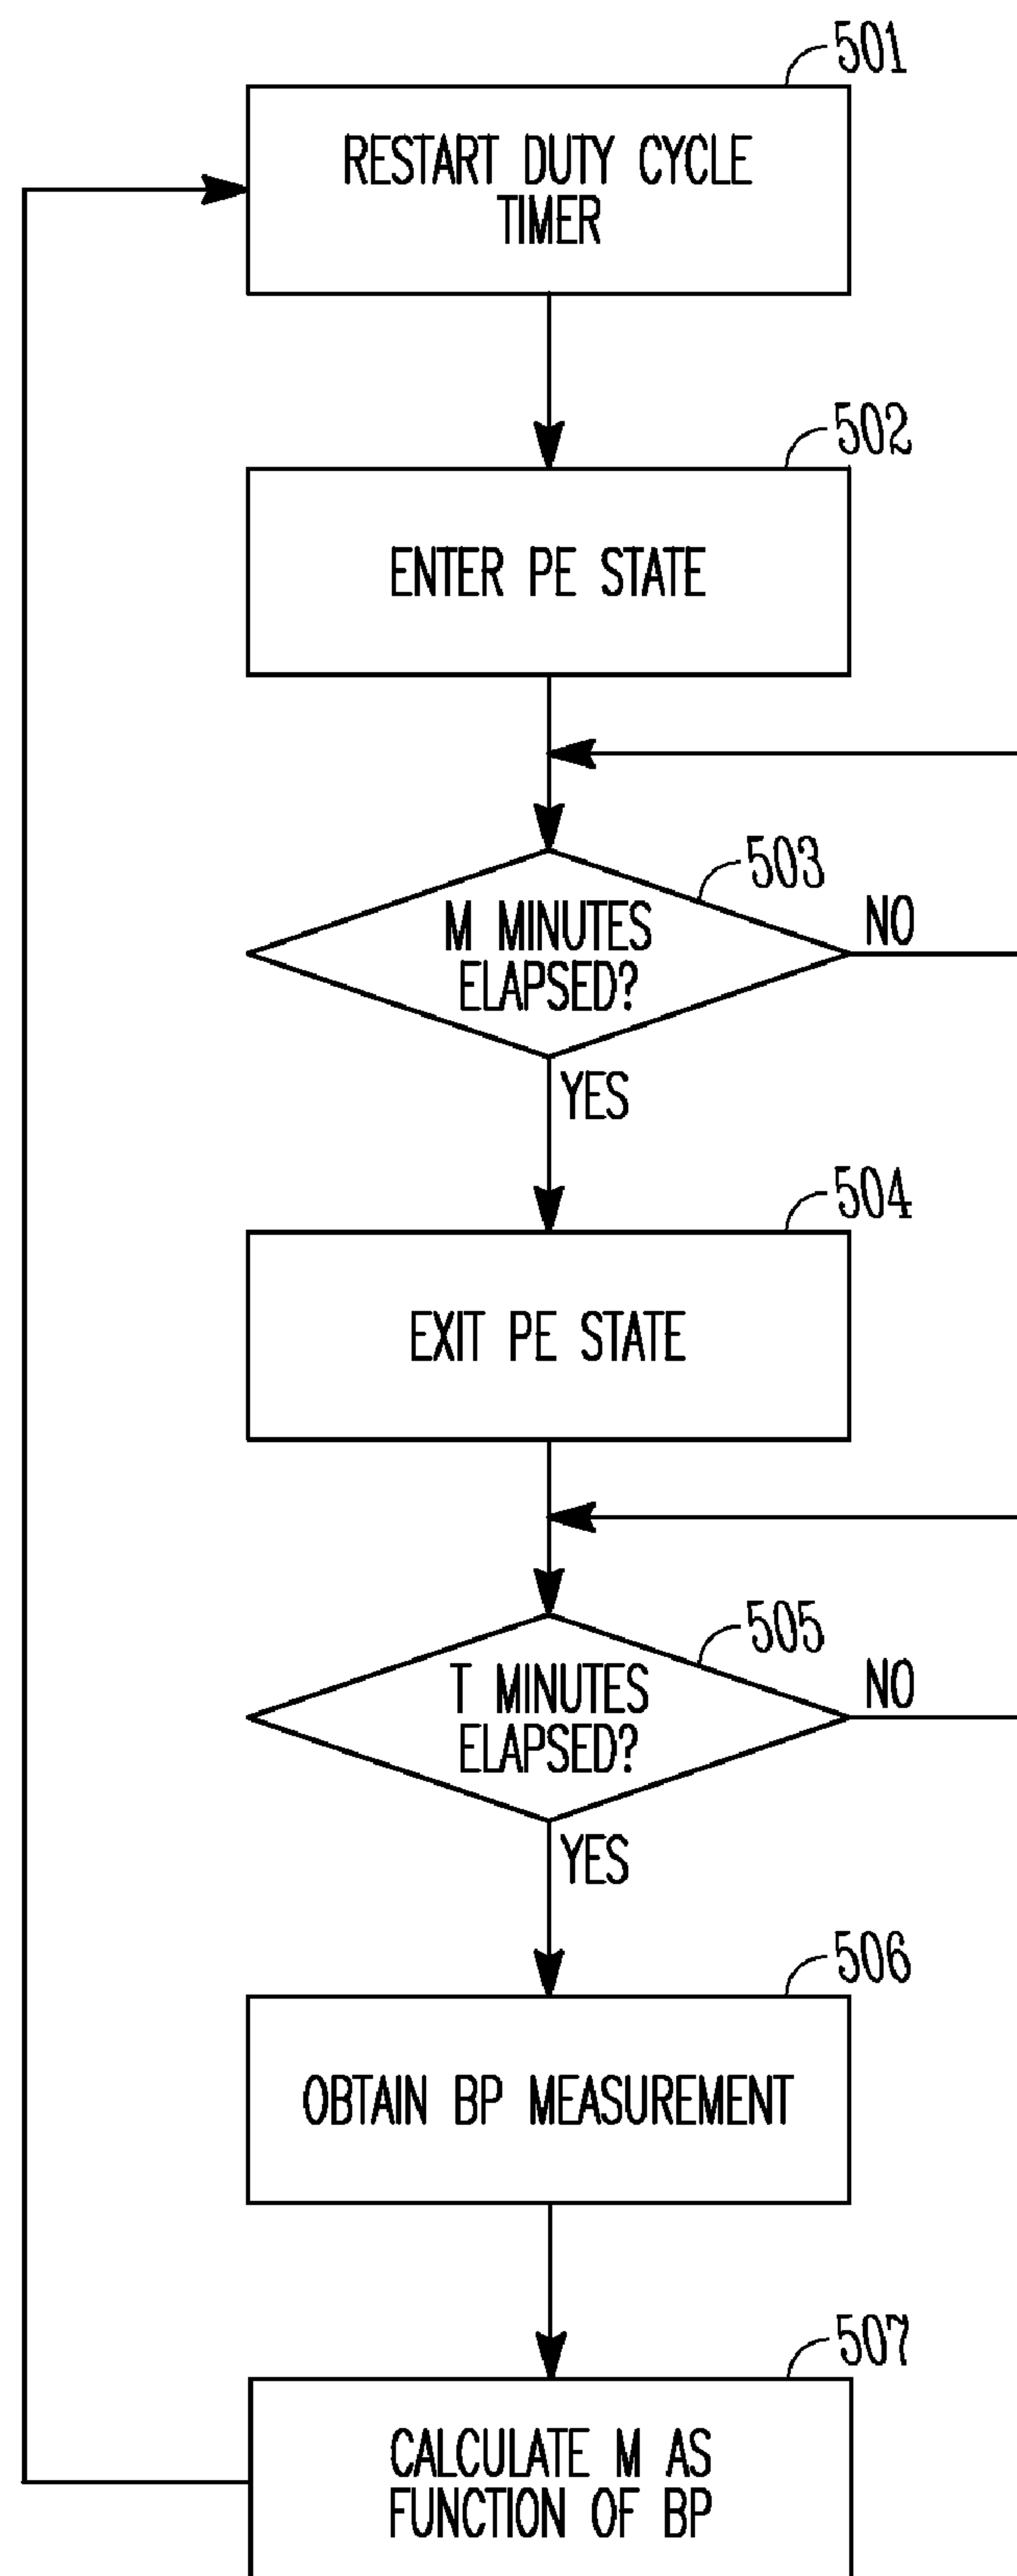 501
RESTART DUTY CYCLE
TIMER
502
ENTER PE STATE
503
M MINUTES
ELAPSED?
NO
YES
504
EXIT PE STATE
505
T MINUTES
ELAPSED?
NO
YES
506
OBTAIN BP MEASUREMENT
507
CALCULATE M AS
FUNCTION OF BP